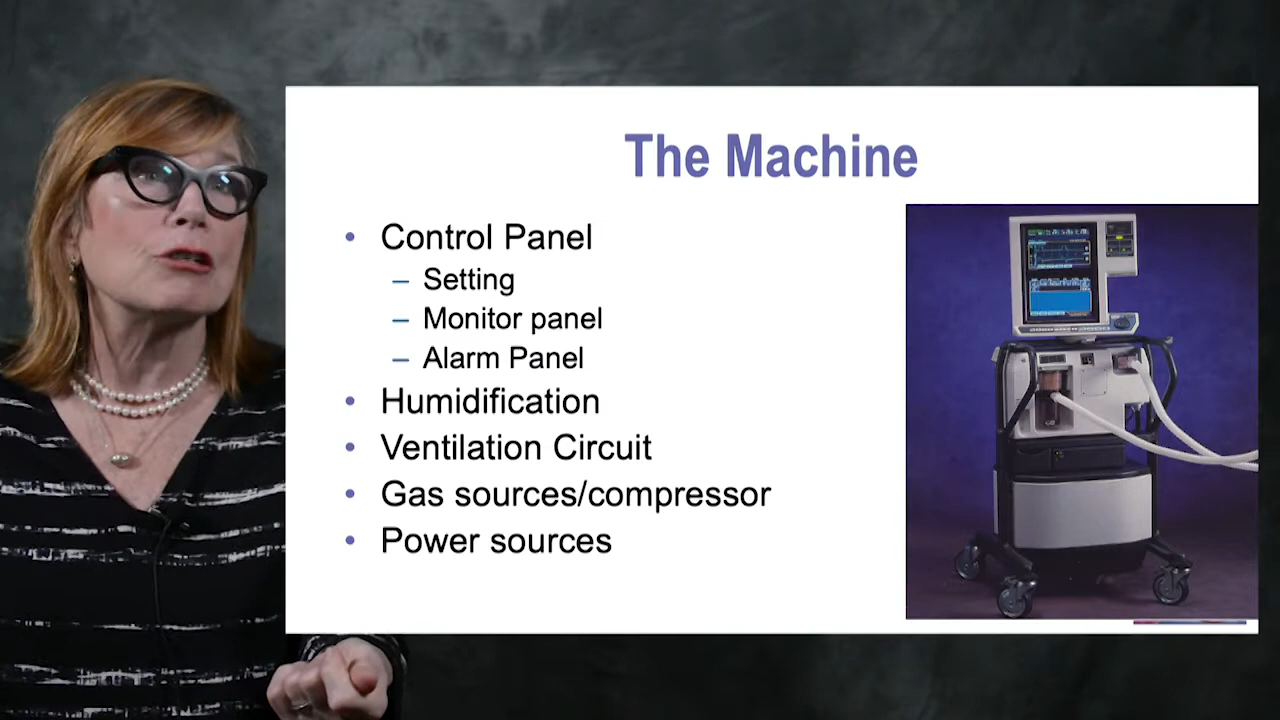 The Machine
• Control Panel
– Setting
– Monitor panel
– Alarm Panel
• Humidification
• Ventilation Circuit
• Gas sources/compressor
• Power sources